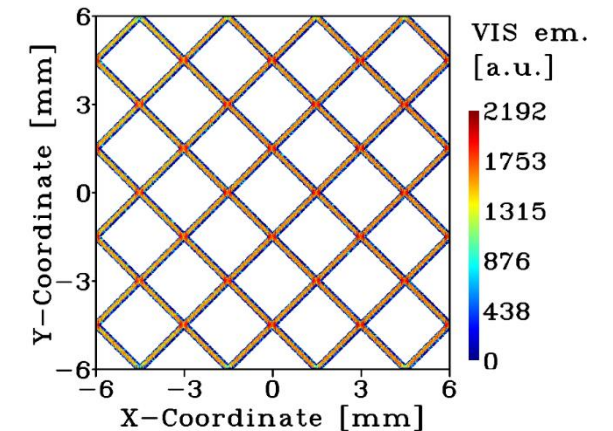 VIS em.
[a.u.]
6
3
0
−3
−6
Y−Coordinate [mm]
2192
1753
1315
876
438
0
−6 −3 0 3 6
X−Coordinate [mm]